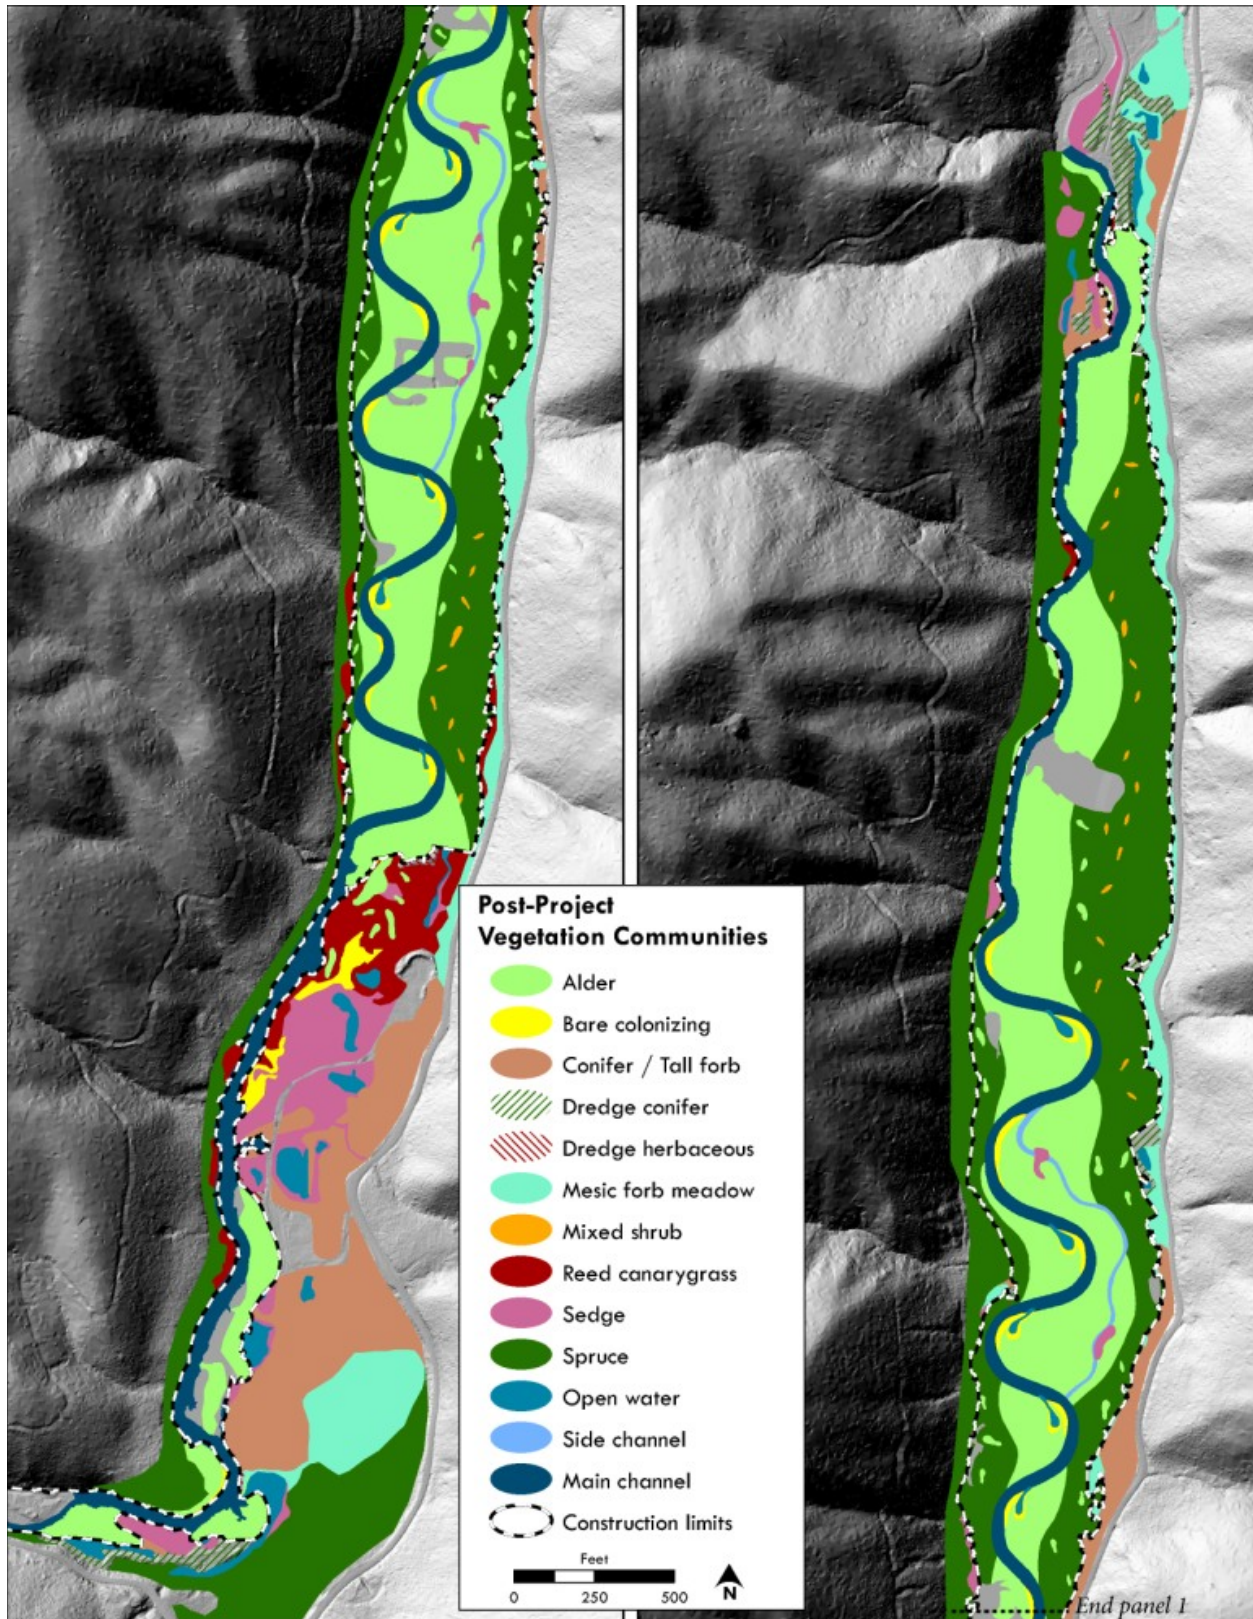 Post-Project
Vegetation Communities
Alder
Bare colonizing
Conifer / Tall forb
Dredge conifer
Dredge herbaceous
Mesic forb meadow
Mixed shrub
Reed canarygrass
Sedge
Spruce
Open water
Side channel
Main channel
Construction limits
Feet
0 250 500
N
End panel 1